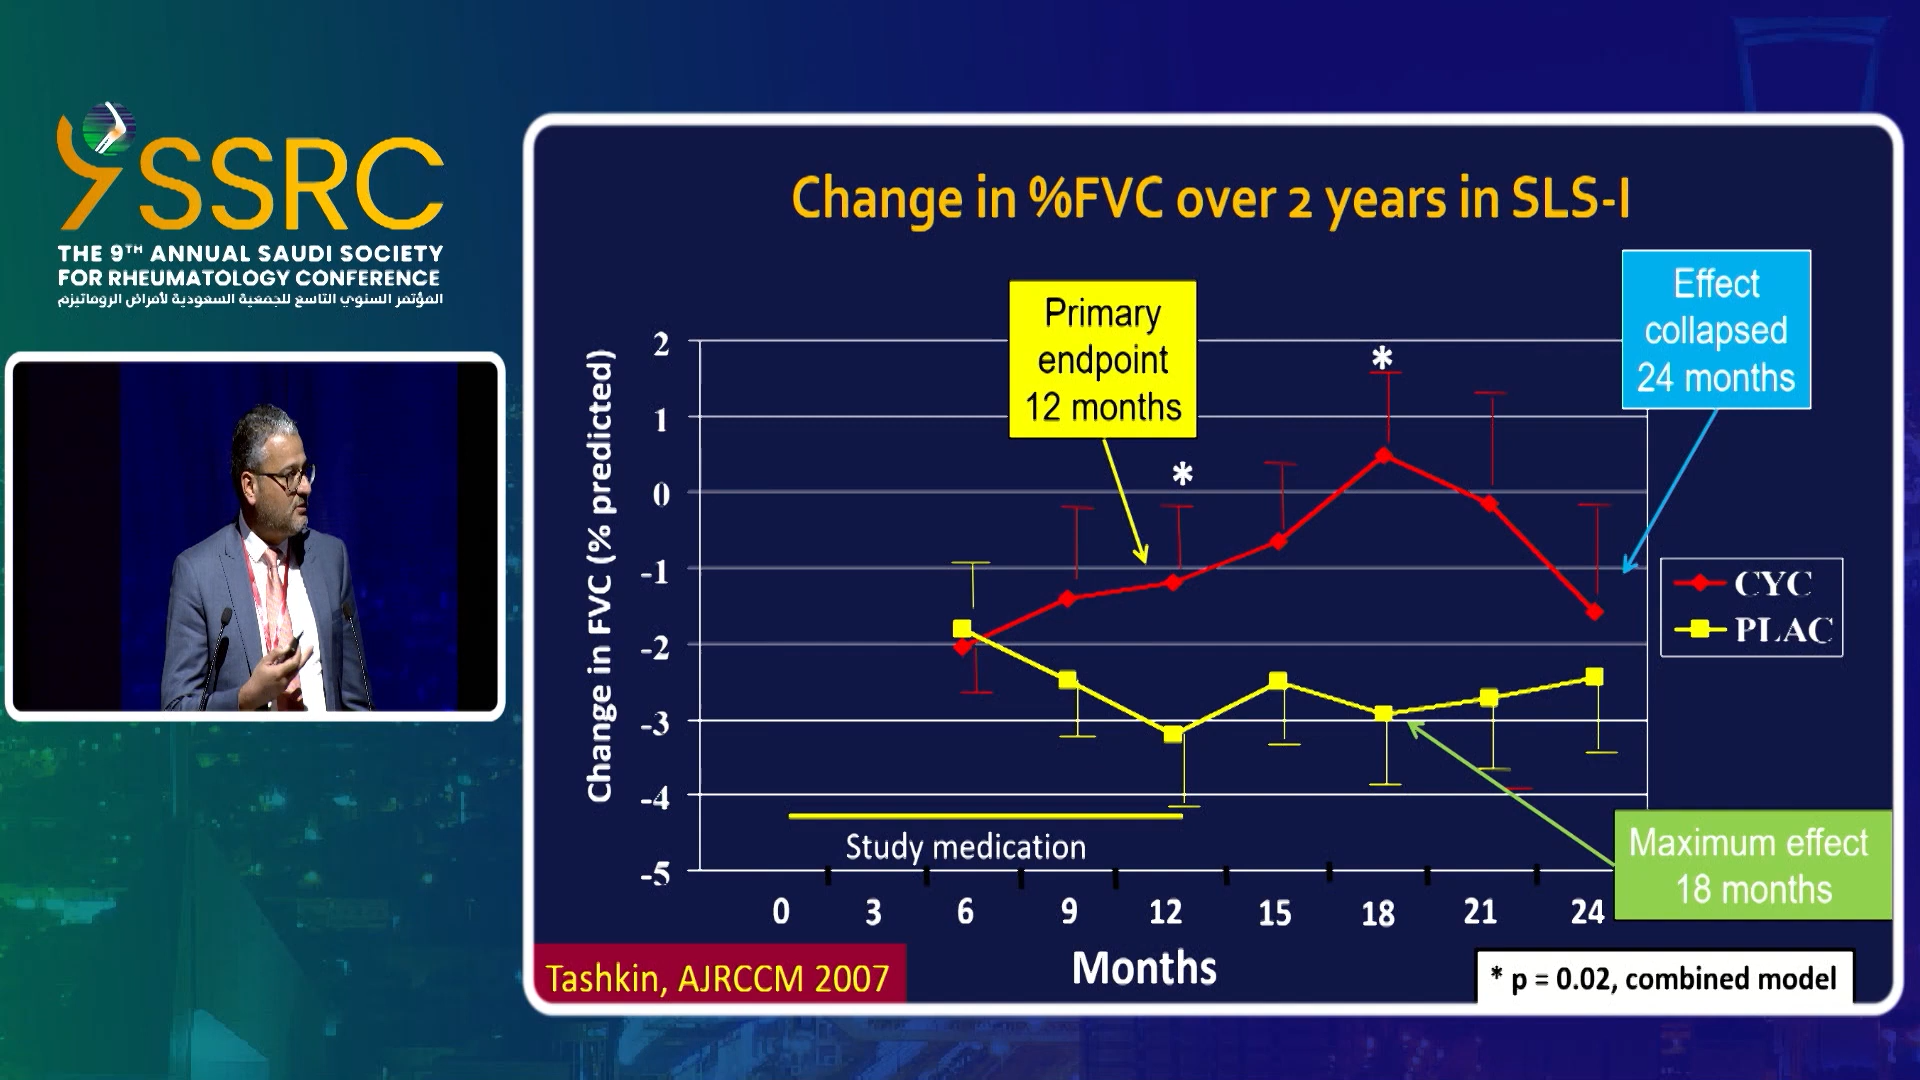 SSRC
THE 9TH ANNUAL SAUDI SOCIETY
FOR RHEUMATOLOGY CONFERENCE
المؤتمر السنوي التاسع للجمعية السعودية لأمراض الروماتيزم
Change in %FVC over 2 years in SLS-I
Primary
endpoint
12 months
Effect
collapsed
24 months
*
*
Change in FVC (% predicted)
2
1
0
-1
-2
-3
-4
-5
CYC
PLAC
Study medication
Maximum effect
18 months
0 3 6 9 12 15 18 21 24
Months
Tashkin, AJRCCM 2007
* p = 0.02, combined model